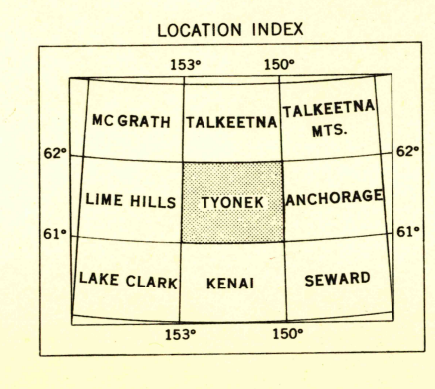 LOCATION INDEX
153° 150°
MC GRATH TALKEETNA TALKEETNA
MTS.
62° 62°
LIME HILLS TYONEK ANCHORAGE
61° 61°
LAKE CLARK KENAI SEWARD
153° 150°